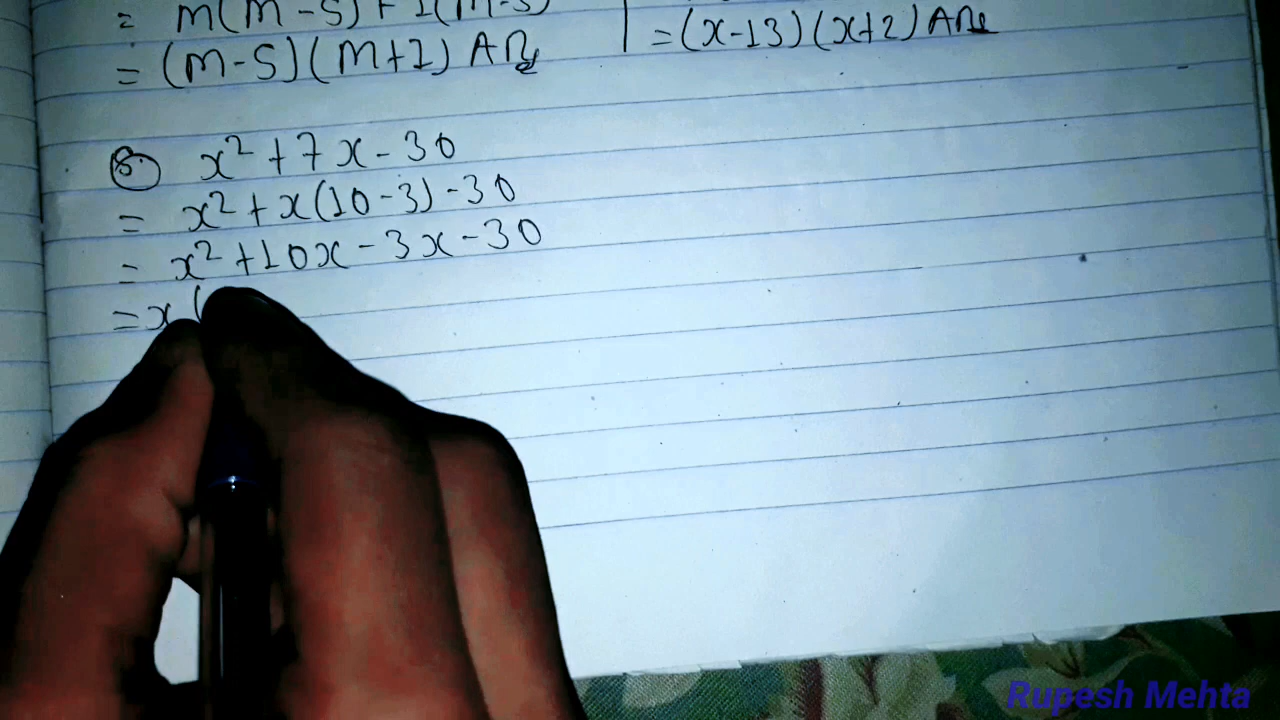 = m(m-5)+1(m-5)
= (m-5)(m+1) Ans
=(x-13)(x+2) Ans
5. x²+7x-30
= x²+x(10-3)-30
= x²+10x-3x-30
=x(
Rupesh Mehta